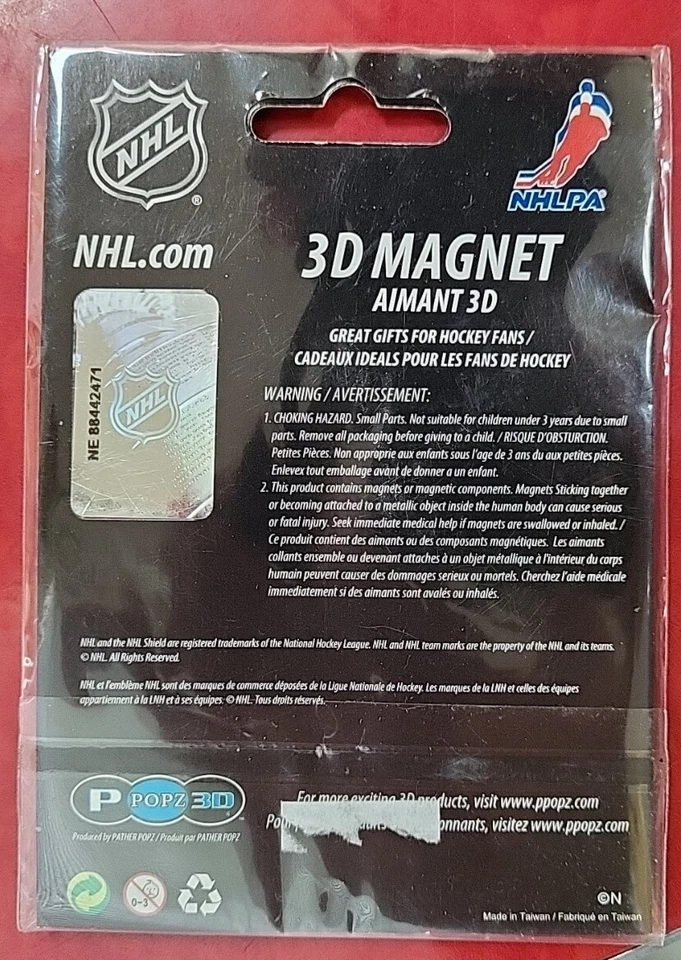 NHL
®
NHLPA
NHL.com
3D MAGNET
AIMANT 3D
GREAT GIFTS FOR HOCKEY FANS /
CADEAUX IDEALS POUR LES FANS DE HOCKEY
NE 88442471
NHL
WARNING / AVERTISSEMENT:
1. CHOKING HAZARD. Small Parts. Not suitable for children under 3 years due to small
parts. Remove all packaging before giving to a child. / RISQUE D'OBSTURCTION.
Petites Pièces. Non approprie aux enfants sous l'age de 3 ans du aux petites pièces.
Enlevez tout emballage avant de donner a un enfant.
2. This product contains magnets or magnetic components. Magnets Sticking together
or becoming attached to a metallic object inside the human body can cause serious
or fatal injury. Seek immediate medical help if magnets are swallowed or inhaled. /
Ce produit contient des aimants ou des composants magnétiques. Les aimants
collants ensemble ou devenant attaches à un objet métallique à l'intérieur du corps
humain peuvent causer des dommages serieux ou mortels. Cherchez l'aide médicale
immediatement si des aimants sont avalés ou inhalés.
NHL and the NHL Shield are registered trademarks of the National Hockey League. NHL and NHL team marks are the property of the NHL and its teams.
© NHL. All Rights Reserved.
NHL et l'emblème NHL sont des marques de commerce déposées de la Ligue Nationale de Hockey. Les marques de la LNH et celles des équipes
appartiennent à la LNH et à ses équipes. © NHL. Tous droits réservés.
P POPZ 3D
Produced by PATHER POPZ / Produit par PATHER POPZ
For more exciting 3D products, visit www.ppopz.com
visitez www.ppopz.com
0-3
©N
Made in Taiwan / Fabriqué en Taiwan